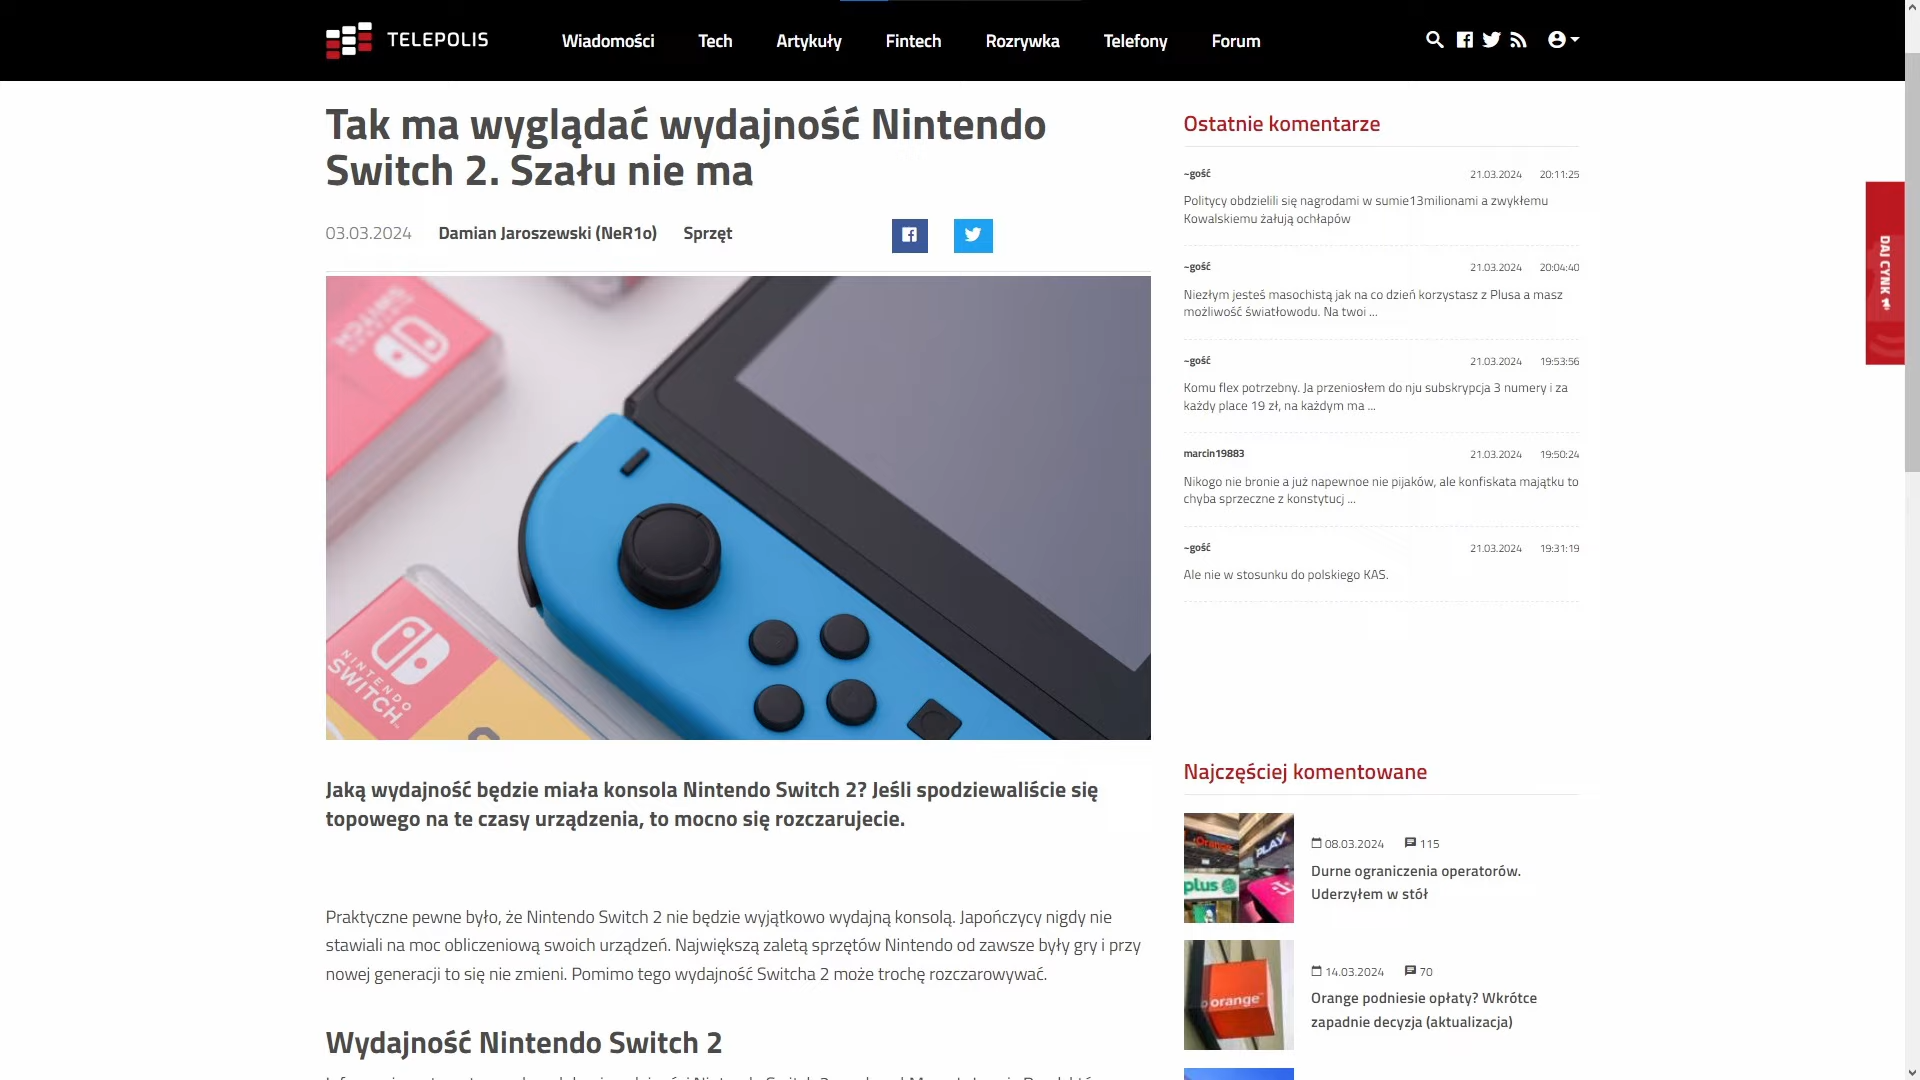 TELEPOLIS
Wiadomości
Tech
Artykuły
Fintech
Rozrywka
Telefony
Forum
Tak ma wyglądać wydajność Nintendo
Switch 2. Szału nie ma
03.03.2024 Damian Jaroszewski (NeR1o) Sprzęt
SWITCH
NINTENDO
SWITCH
Jaką wydajność będzie miała konsola Nintendo Switch 2? Jeśli spodziewaliście się
topowego na te czasy urządzenia, to mocno się rozczarujecie.
Praktyczne pewne było, że Nintendo Switch 2 nie będzie wyjątkowo wydajną konsolą. Japończycy nigdy nie
stawiali na moc obliczeniową swoich urządzeń. Największą zaletą sprzętów Nintendo od zawsze były gry i przy
nowej generacji to się nie zmieni. Pomimo tego wydajność Switcha 2 może trochę rozczarowywać.
Wydajność Nintendo Switch 2
Ostatnie komentarze
~gość 21.03.2024 20:11:25
Politycy obdzielili się nagrodami w sumie13milionami a zwykłemu
Kowalskiemu żałują ochłapów
~gość 21.03.2024 20:04:40
Niezłym jesteś masochistą jak na co dzień korzystasz z Plusa a masz
możliwość światłowodu. Na twoi ...
~gość 21.03.2024 19:53:56
Komu flex potrzebny. Ja przeniosłem do nju subskrypcja 3 numery i za
każdy place 19 zł, na każdym ma ...
marcin19883 21.03.2024 19:50:24
Nikogo nie bronie a już napewnoe nie pijaków, ale konfiskata majątku to
chyba sprzeczne z konstytucj ...
~gość 21.03.2024 19:31:19
Ale nie w stosunku do polskiego KAS.
DAJ CYNK
Najczęściej komentowane
Orange
PLAY
plus
08.03.2024 115
Durne ograniczenia operatorów.
Uderzyłem w stół
orange
14.03.2024 70
Orange podniesie opłaty? Wkrótce
zapadnie decyzja (aktualizacja)